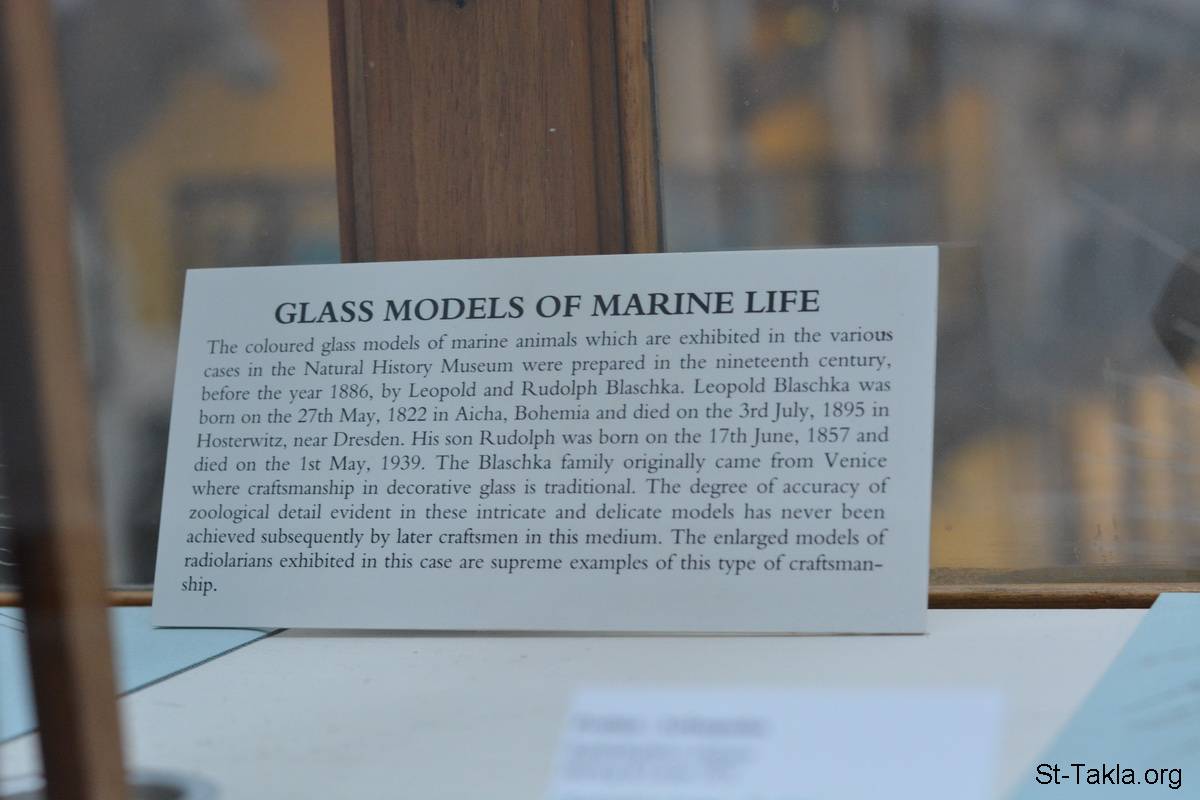 GLASS MODELS OF MARINE LIFE
The coloured glass models of marine animals which are exhibited in the various
cases in the Natural History Museum were prepared in the nineteenth century,
before the year 1886, by Leopold and Rudolph Blaschka. Leopold Blaschka was
born on the 27th May, 1822 in Aicha, Bohemia and died on the 3rd July, 1895 in
Hosterwitz, near Dresden. His son Rudolph was born on the 17th June, 1857 and
died on the 1st May, 1939. The Blaschka family originally came from Venice
where craftsmanship in decorative glass is traditional. The degree of accuracy of
zoological detail evident in these intricate and delicate models has never been
achieved subsequently by later craftsmen in this medium. The enlarged models of
radiolarians exhibited in this case are supreme examples of this type of craftsman-
ship.
St-Takla.org